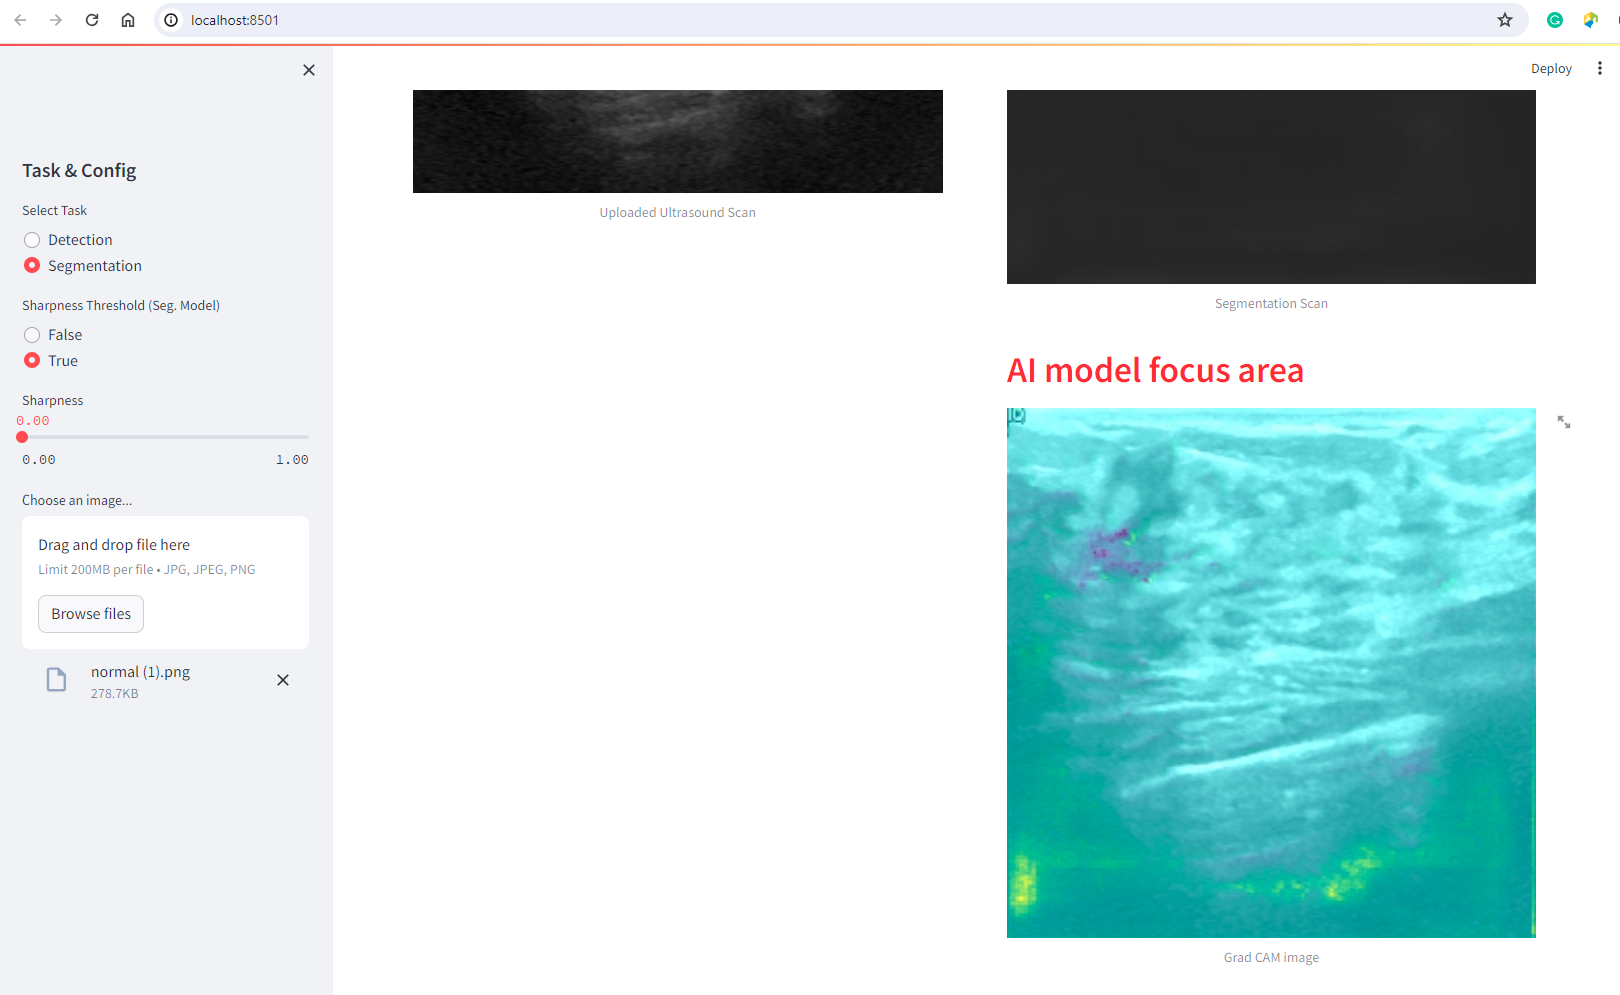 localhost:8501
Deploy
Task & Config
Select Task
Detection
Segmentation
Sharpness Threshold (Seg. Model)
False
True
Sharpness
0.00
0.00 1.00
Choose an image...
Drag and drop file here
Limit 200MB per file • JPG, JPEG, PNG
Browse files
normal (1).png
278.7KB
Uploaded Ultrasound Scan
Segmentation Scan
AI model focus area
Grad CAM image